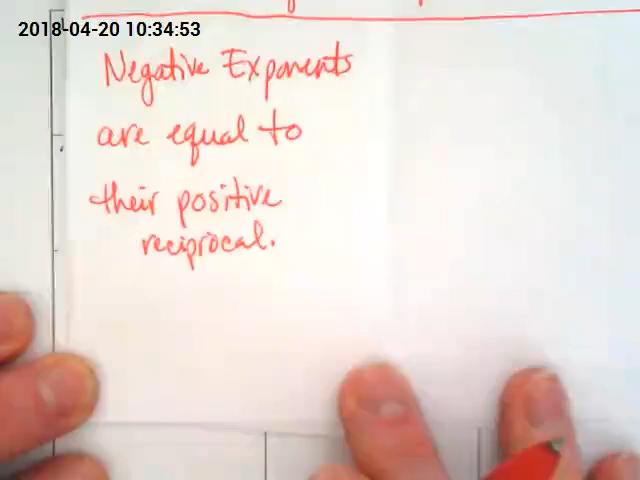 2018-04-20 10:34:53
Negative Exponents
are equal to
their positive
reciprocal.